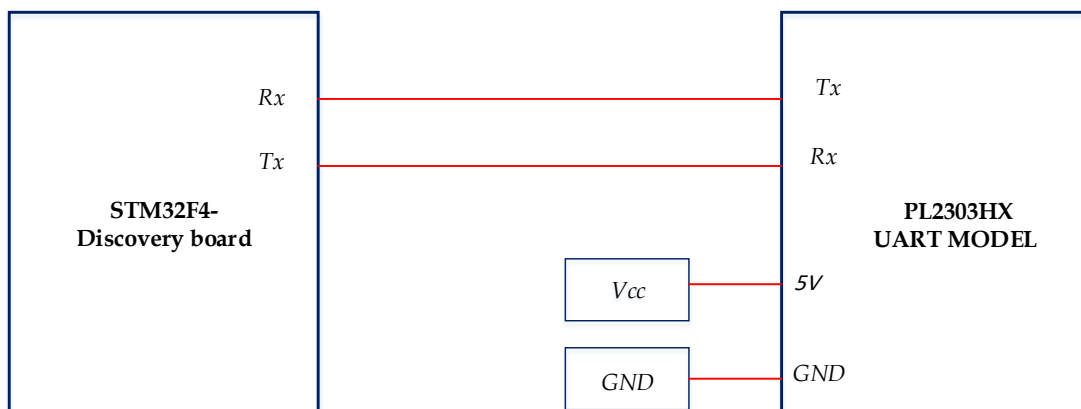 Rx
Tx
STM32F4-
Discovery board
Tx
Rx
PL2303HX
UART MODEL
Vcc
5V
GND
GND